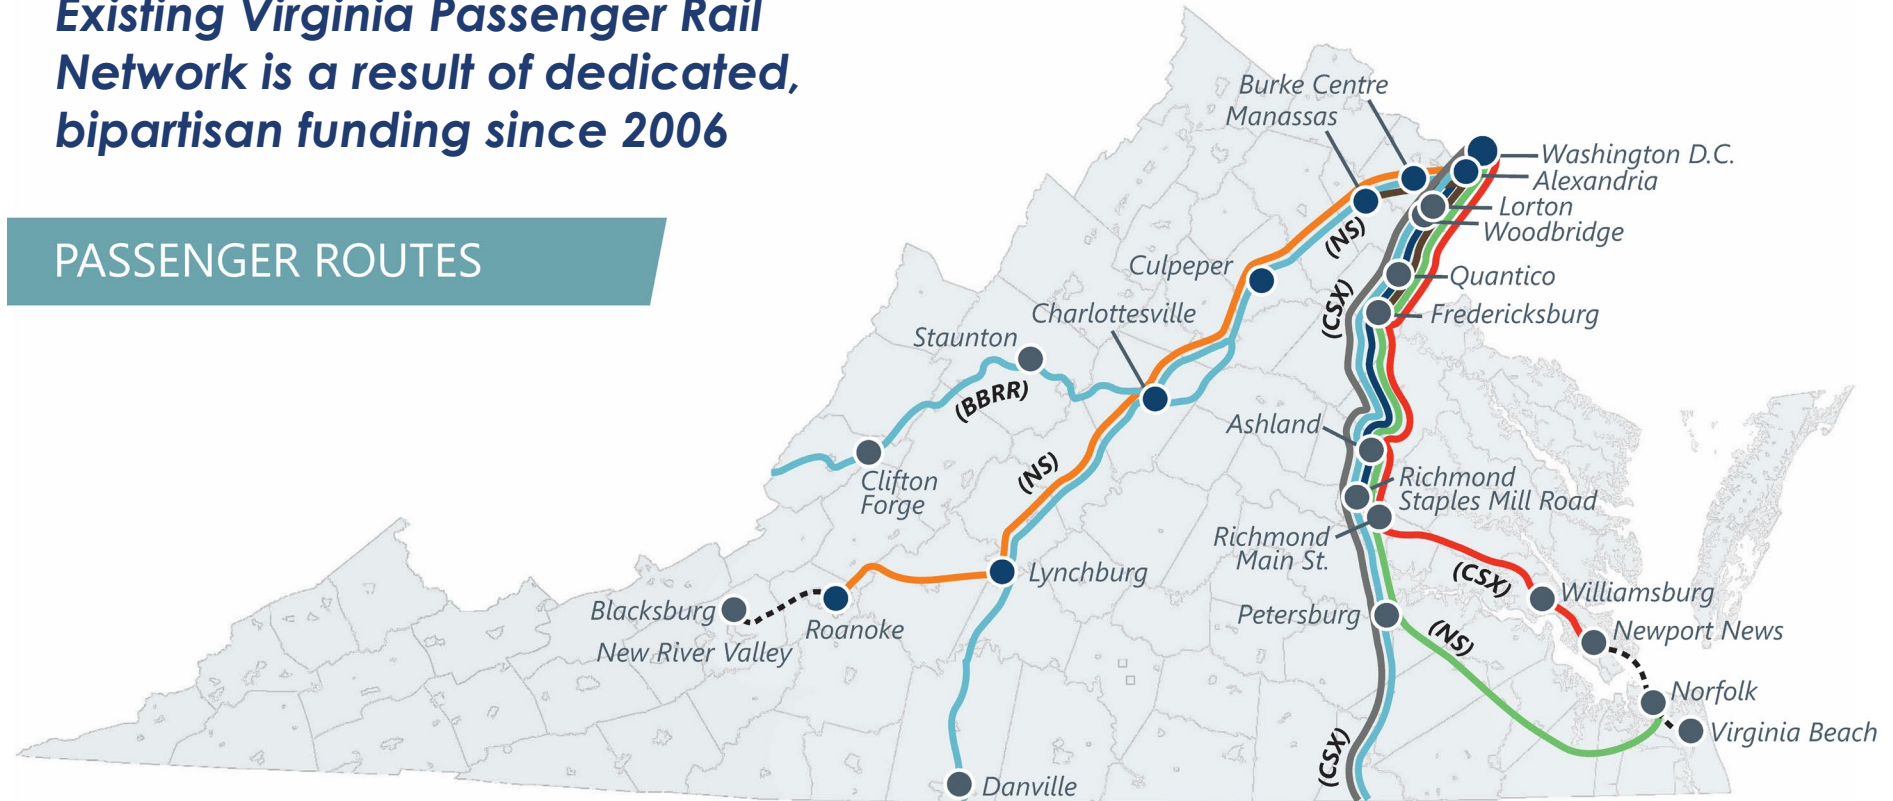 Existing Virginia Passenger Rail
Network is a result of dedicated,
bipartisan funding since 2006
PASSENGER ROUTES
Burke Centre
Manassas
Washington D.C.
Alexandria
Lorton
Woodbridge
(NS)
Culpeper
Quantico
(CSX)
Charlottesville
Fredericksburg
Staunton
(BBRR)
Ashland
Clifton
Forge
(NS)
Richmond
Staples Mill Road
Richmond
Main St.
Lynchburg
(CSX)
Williamsburg
Blacksburg
Roanoke
Petersburg
(NS)
Newport News
New River Valley
Norfolk
Virginia Beach
(CSX)
Danville